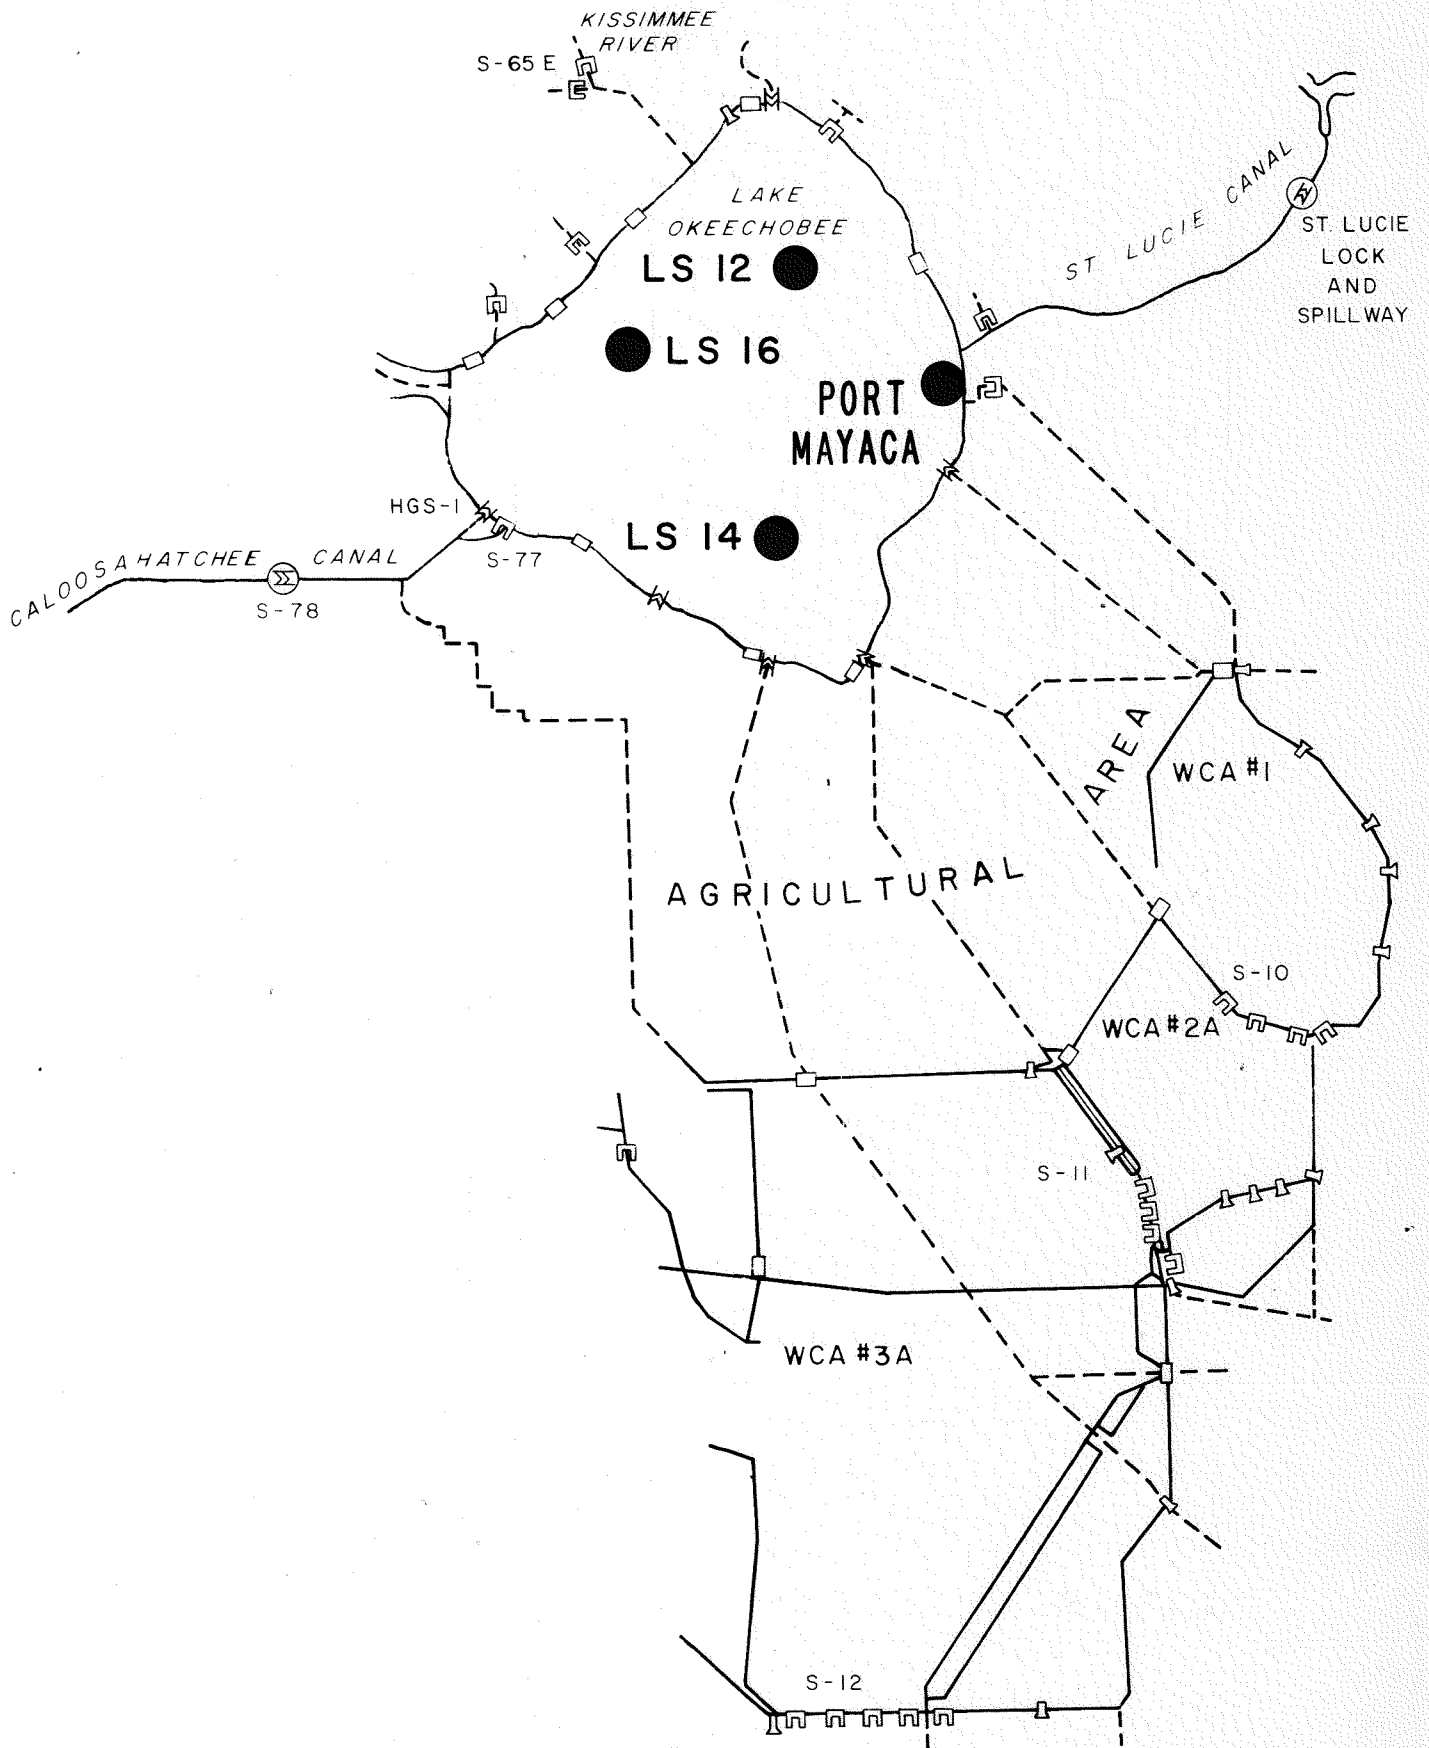 KISSIMMEE
RIVER
S-65 E
LAKE
OKEECHOBEE
LS 12
ST LUCIE CANAL
ST. LUCIE
LOCK
AND
SPILLWAY
LS 16
PORT
MAYACA
HGS-1
LS 14
S-77
CALOOSAHATCHEE CANAL
S-78
AREA
WCA #1
AGRICULTURAL
S-10
WCA #2A
S-11
WCA #3A
S-12